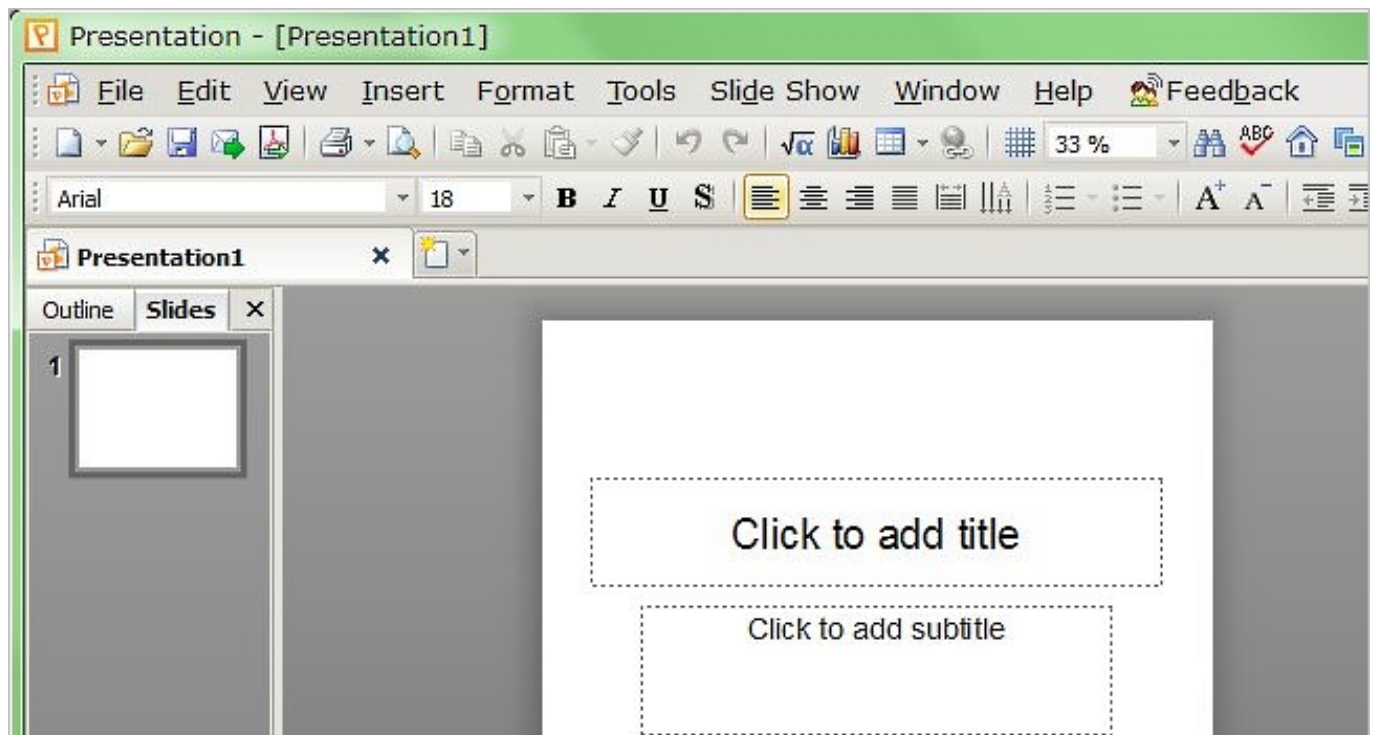 Presentation - [Presentation1]
File Edit View Insert Format Tools Slide Show Window Help Feedback
√α 33 % ABC
Arial 18 B I U S A+ A-
Presentation1
Outline Slides
1
Click to add title
Click to add subtitle